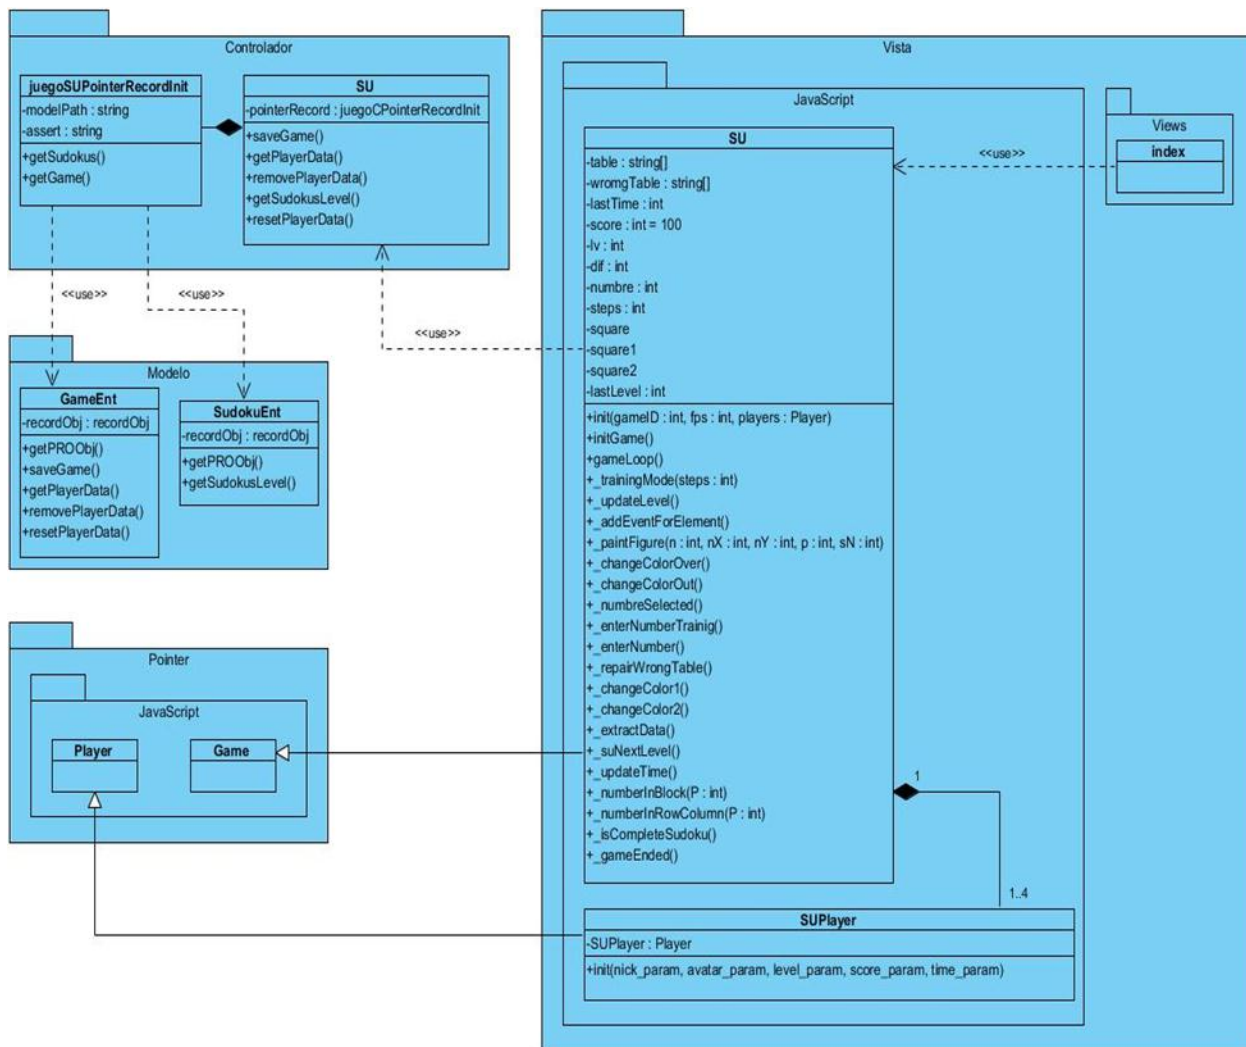 Controlador
juegoSUPointerRecordInit
-modelPath : string
-assert : string
+getSudokus()
+getGame()
SU
-pointerRecord : juegoCPointerRecordInit
+saveGame()
+getPlayerData()
+removePlayerData()
+getSudokusLevel()
+resetPlayerData()
<<use>>
<<use>>
<<use>>
Modelo
GameEnt
-recordObj : recordObj
+getPROObj()
+saveGame()
+getPlayerData()
+removePlayerData()
+resetPlayerData()
SudokuEnt
-recordObj : recordObj
+getPROObj()
+getSudokusLevel()
Pointer
JavaScript
Player
Game
Vista
JavaScript
SU
-table : string[]
-wromgTable : string[]
-lastTime : int
-score : int = 100
-lv : int
-dif : int
-numbre : int
-steps : int
-square
-square1
-square2
-lastLevel : int
+init(gameID : int, fps : int, players : Player)
+initGame()
+gameLoop()
+_trainingMode(steps : int)
+_updateLevel()
+_addEventForElement()
+_paintFigure(n : int, nX : int, nY : int, p : int, sN : int)
+_changeColorOver()
+_changeColorOut()
+_numbreSelected()
+_enterNumberTrainig()
+_enterNumber()
+_repairWrongTable()
+_changeColor1()
+_changeColor2()
+_extractData()
+_suNextLevel()
+_updateTime()
+_numberInBlock(P : int)
+_numberInRowColumn(P : int)
+_isCompleteSudoku()
+_gameEnded()
<<use>>
Views
index
1
1..4
SUPlayer
-SUPlayer : Player
+init(nick_param, avatar_param, level_param, score_param, time_param)